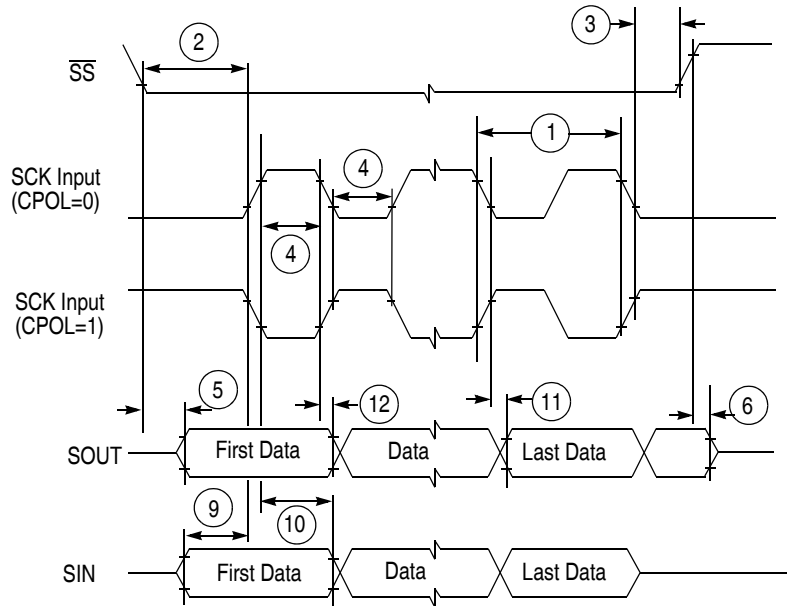 2
3
SS
1
SCK Input
(CPOL=0)
4
4
SCK Input
(CPOL=1)
5
12
11
6
SOUT
First Data
Data
Last Data
9
10
SIN
First Data
Data
Last Data